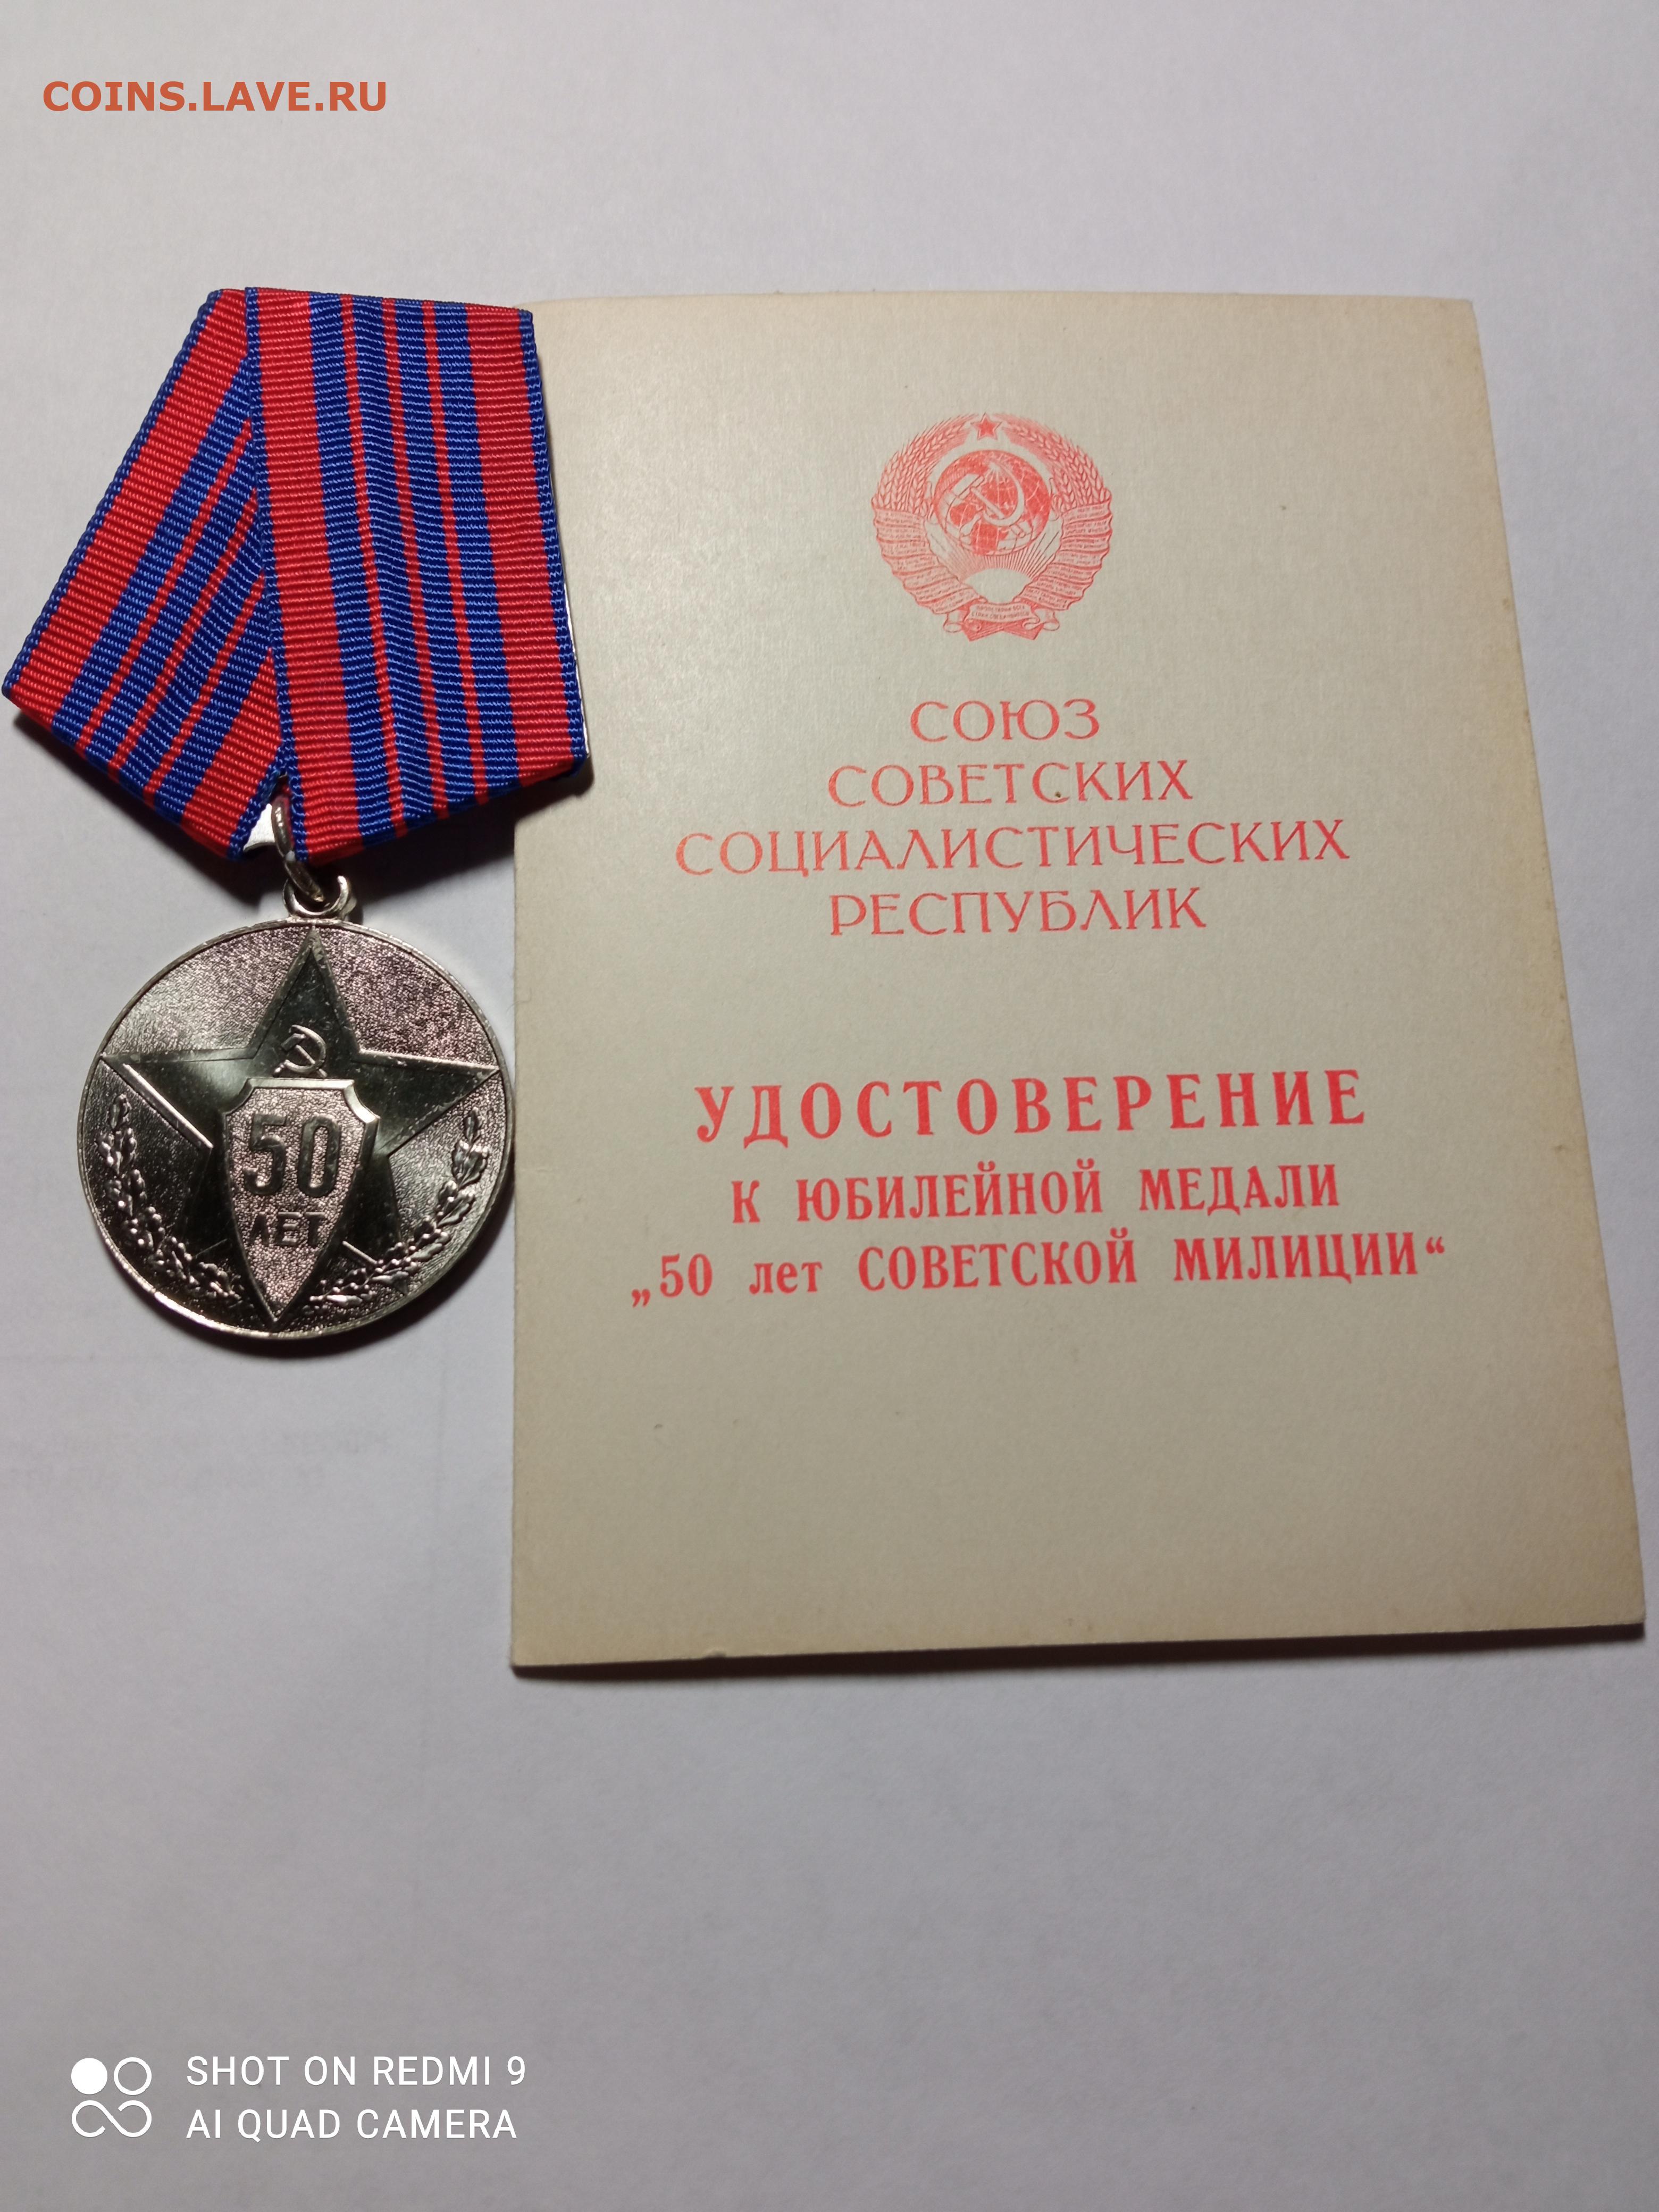 COINS.LAVE.RU
50
ЛЕТ
СОЮЗ
СОВЕТСКИХ
СОЦИАЛИСТИЧЕСКИХ
РЕСПУБЛИК
УДОСТОВЕРЕНИЕ
К ЮБИЛЕЙНОЙ МЕДАЛИ
„50 лет СОВЕТСКОЙ МИЛИЦИИ“
SHOT ON REDMI 9
AI QUAD CAMERA